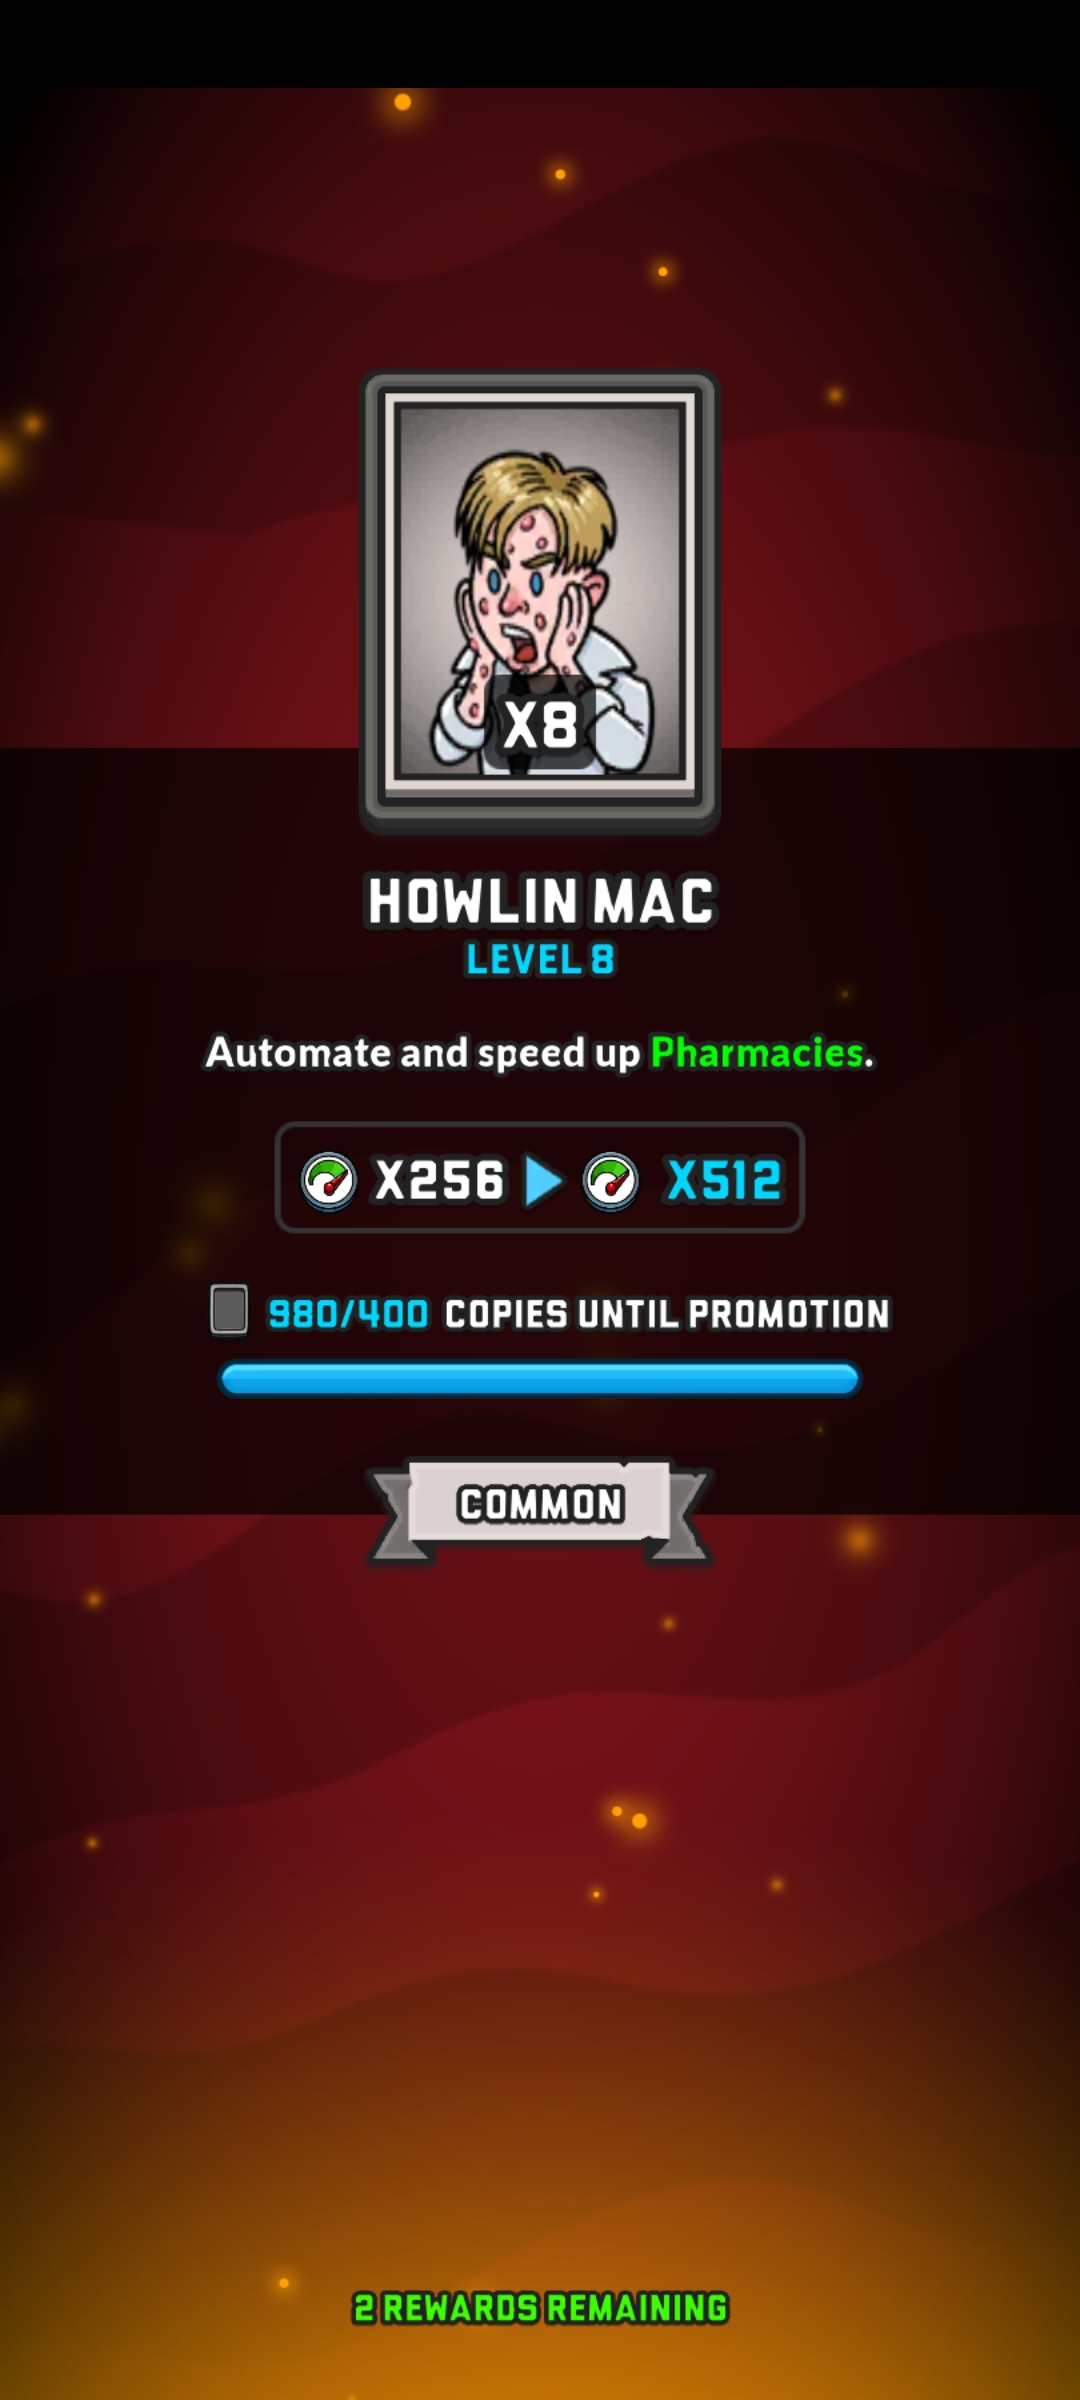 X8
HOWLIN MAC
LEVEL 8
Automate and speed up Pharmacies.
X256 X512
980/400 COPIES UNTIL PROMOTION
COMMON
2 REWARDS REMAINING